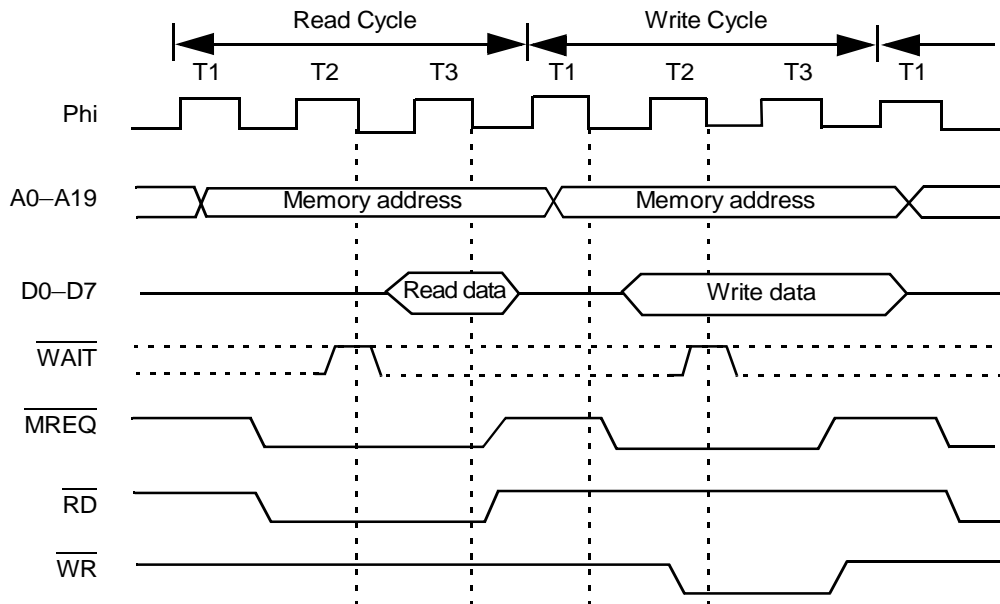 Read Cycle Write Cycle
T1 T2 T3 T1 T2 T3 T1
Phi
A0–A19 Memory address Memory address
D0–D7 Read data Write data
WAIT
MREQ
RD
WR